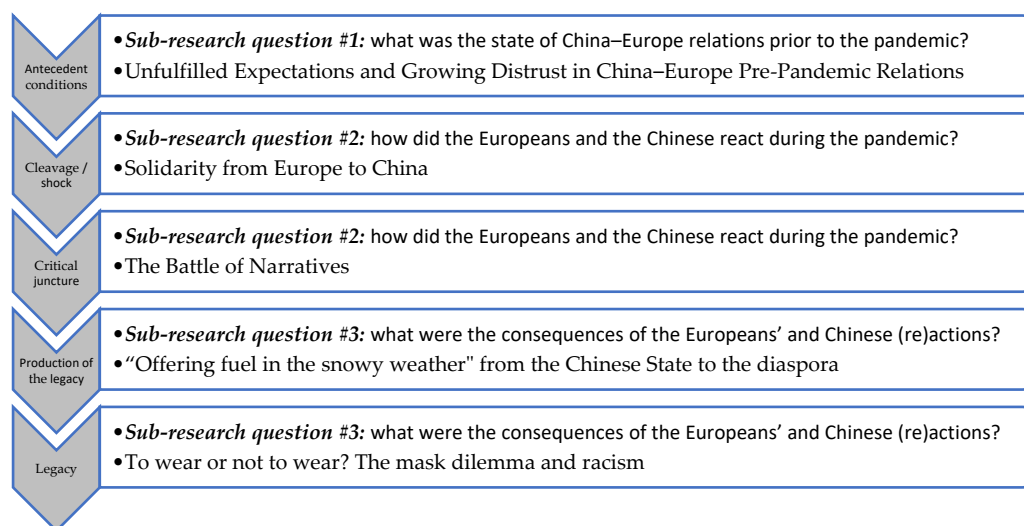 Antecedent
conditions
•Sub-research question #1: what was the state of China–Europe relations prior to the pandemic?
•Unfulfilled Expectations and Growing Distrust in China–Europe Pre-Pandemic Relations
Cleavage /
shock
•Sub-research question #2: how did the Europeans and the Chinese react during the pandemic?
•Solidarity from Europe to China
Critical
juncture
•Sub-research question #2: how did the Europeans and the Chinese react during the pandemic?
•The Battle of Narratives
Production of
the legacy
•Sub-research question #3: what were the consequences of the Europeans’ and Chinese (re)actions?
•“Offering fuel in the snowy weather" from the Chinese State to the diaspora
Legacy
•Sub-research question #3: what were the consequences of the Europeans’ and Chinese (re)actions?
•To wear or not to wear? The mask dilemma and racism